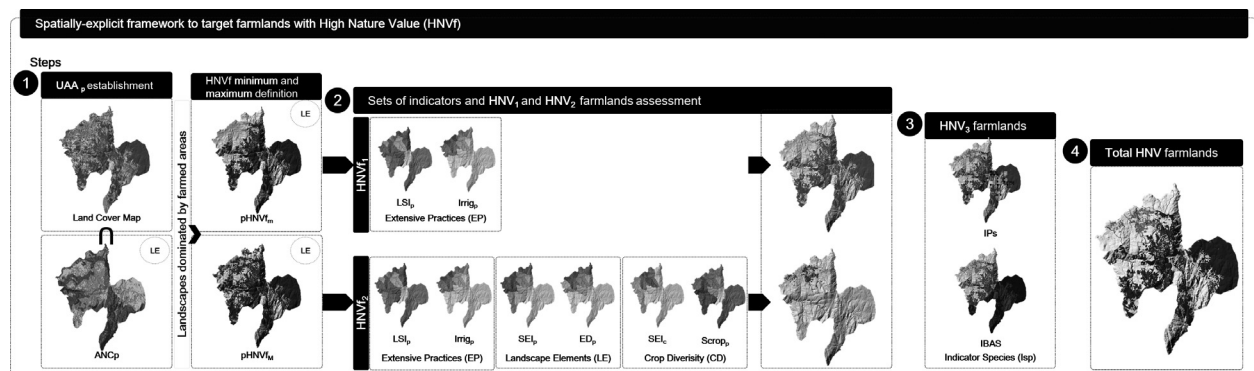 Spatially-explicit framework to target farmlands with High Nature Value (HNVf)
Steps
1
UAA p establishment
Land Cover Map
∩
LE
ANCp
Landscapes dominated by farmed areas
HNVf minimum and
maximum definition
LE
pHNVfm
LE
pHNVfM
2
Sets of indicators and HNV1 and HNV2 farmlands assessment
HNVf1
LSIp
Irrigp
Extensive Practices (EP)
HNVf2
LSIp
Irrigp
Extensive Practices (EP)
SEIp
EDp
Landscape Elements (LE)
SEIc
Scropp
Crop Diverisity (CD)
3
HNV3 farmlands
IPs
IBAS
Indicator Species (Isp)
4
Total HNV farmlands